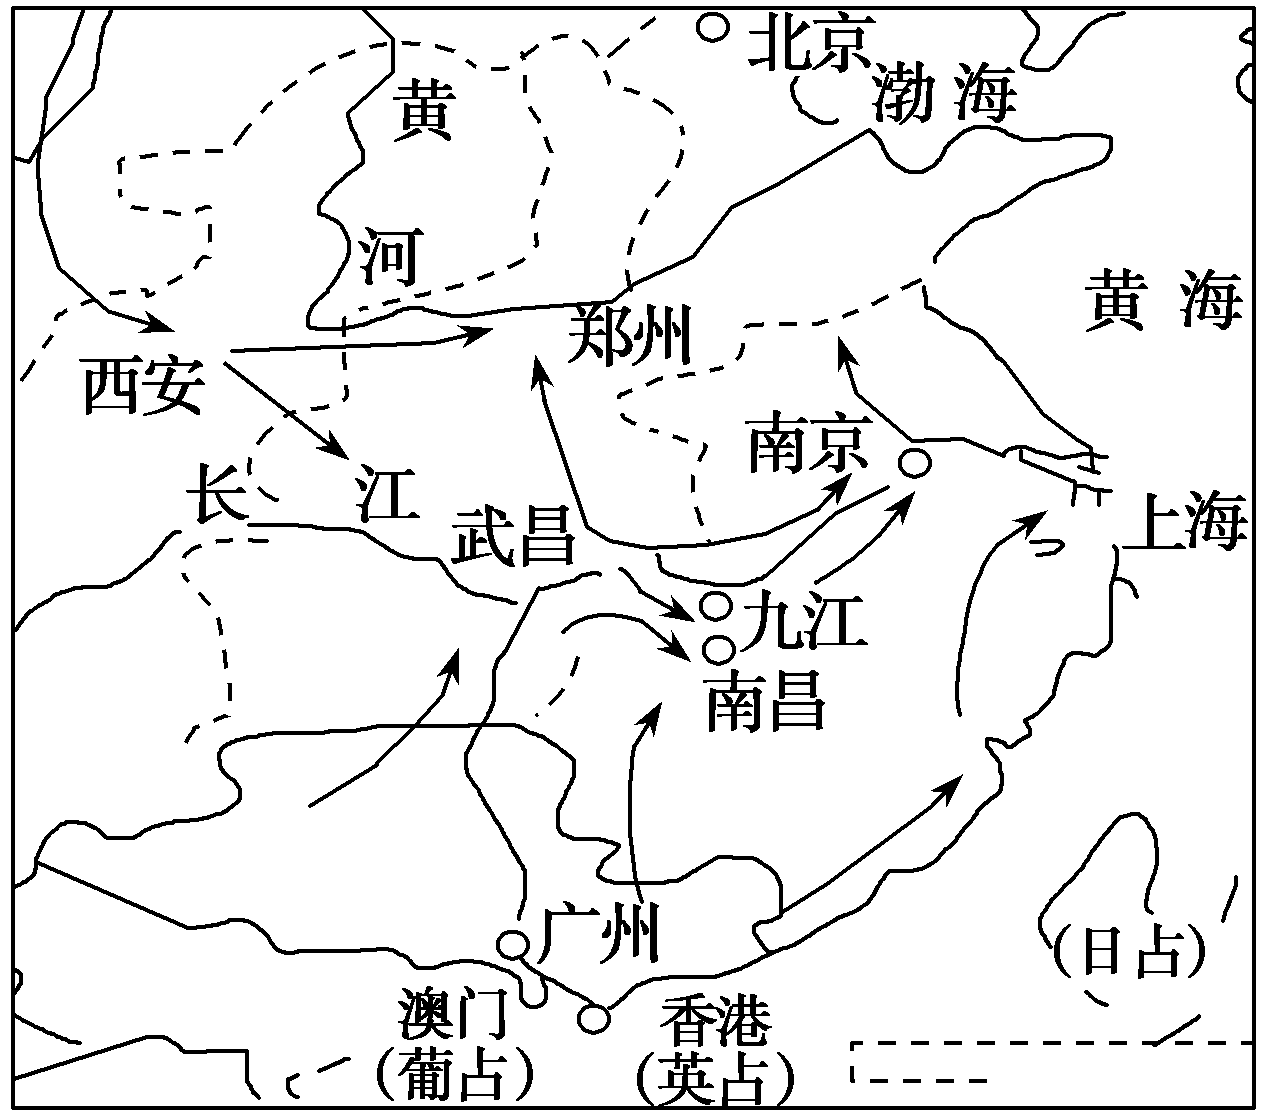 北京
渤海
黄
河
黄海
郑州
西安
南京
长江
武昌
上海
九江
南昌
广州
(日占)
澳门
(葡占)
香港
(英占)